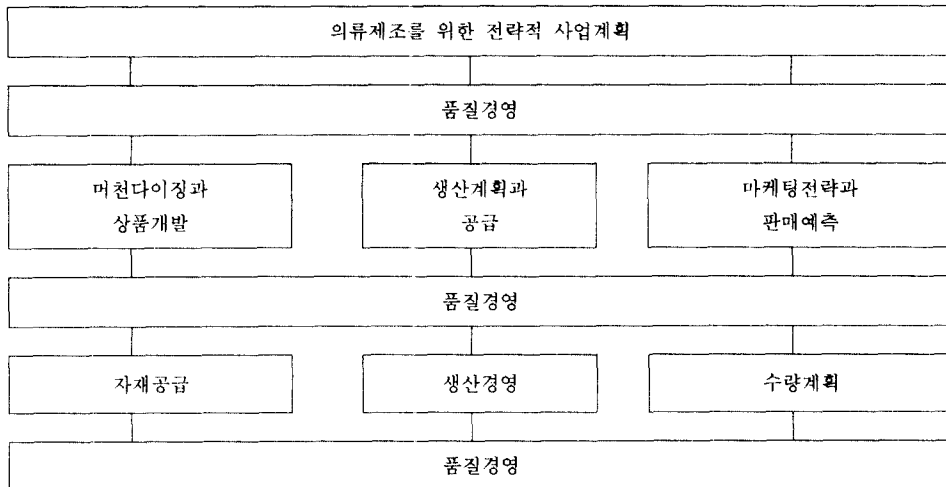 의류제조를 위한 전략적 사업계획
품질경영
머천다이징과
상품개발
생산계획과
공급
마케팅전략과
판매예측
품질경영
자재공급
생산경영
수량계획
품질경영